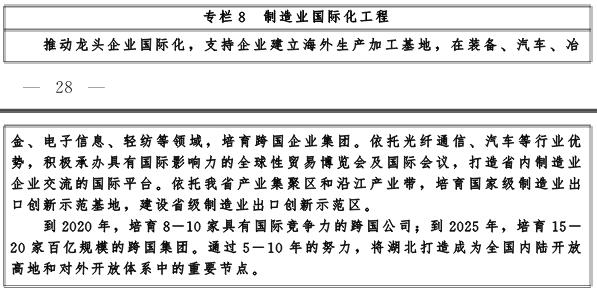 专栏 8 制造业国际化工程
推动龙头企业国际化，支持企业建立海外生产加工基地，在装备、汽车、冶
— 28 —
金、电子信息、轻纺等领域，培育跨国企业集团。依托光纤通信、汽车等行业优
势，积极承办具有国际影响力的全球性贸易博览会及国际会议，打造省内制造业
企业交流的国际平台。依托我省产业集聚区和沿江产业带，培育国家级制造业出
口创新示范基地，建设省级制造业出口创新示范区。
到 2020 年，培育 8－10 家具有国际竞争力的跨国公司；到 2025 年，培育 15－
20 家百亿规模的跨国集团。通过 5－10 年的努力，将湖北打造成为全国内陆开放
高地和对外开放体系中的重要节点。